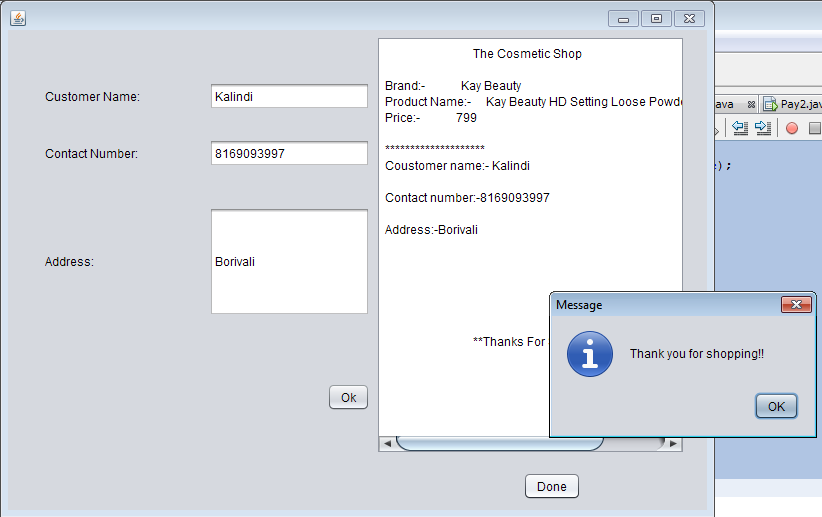 Customer Name:
Kalindi
Contact Number:
8169093997
Address:
Borivali
Ok
The Cosmetic Shop
Brand:- Kay Beauty
Product Name:- Kay Beauty HD Setting Loose Powde
Price:- 799
********************
Coustomer name:- Kalindi
Contact number:-8169093997
Address:-Borivali
**Thanks For
Done
Message
Thank you for shopping!!
OK
ava
Pay2.jav
);